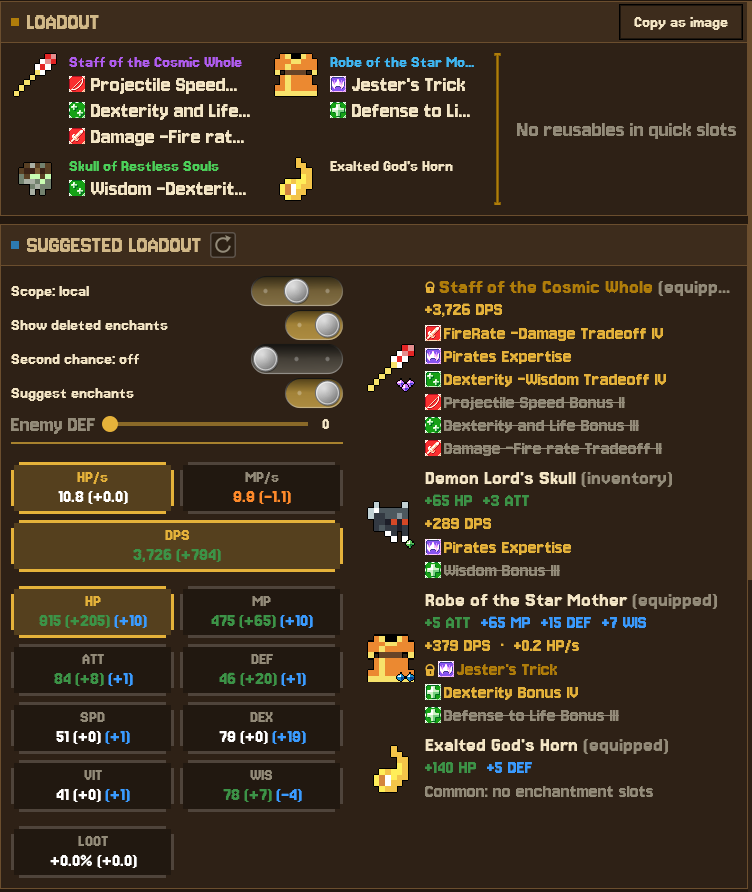 LOADOUT
Copy as image
Staff of the Cosmic Whole
Projectile Speed...
Dexterity and Life...
Damage -Fire rat...
Robe of the Star Mo...
Jester's Trick
Defense to Li...
No reusables in quick slots
Skull of Restless Souls
Wisdom -Dexterit...
Exalted God's Horn
SUGGESTED LOADOUT
Scope: local
Show deleted enchants
Second chance: off
Suggest enchants
Enemy DEF 0
HP/s
10.8 (+0.0)
MP/s
9.9 (-1.1)
DPS
3,726 (+794)
HP
915 (+205) (+10)
MP
475 (+65) (+10)
ATT
84 (+8) (+1)
DEF
46 (+20) (+1)
SPD
51 (+0) (+1)
DEX
79 (+0) (+19)
VIT
41 (+0) (+1)
WIS
78 (+7) (-4)
LOOT
+0.0% (+0.0)
Staff of the Cosmic Whole (equipp...
+3,726 DPS
FireRate -Damage Tradeoff IV
Pirates Expertise
Dexterity -Wisdom Tradeoff IV
Projectile Speed Bonus II
Dexterity and Life Bonus III
Damage -Fire rate Tradeoff II
Demon Lord's Skull (inventory)
+65 HP +3 ATT
+289 DPS
Pirates Expertise
Wisdom Bonus III
Robe of the Star Mother (equipped)
+5 ATT +65 MP +15 DEF +7 WIS
+379 DPS · +0.2 HP/s
Jester's Trick
Dexterity Bonus IV
Defense to Life Bonus III
Exalted God's Horn (equipped)
+140 HP +5 DEF
Common: no enchantment slots